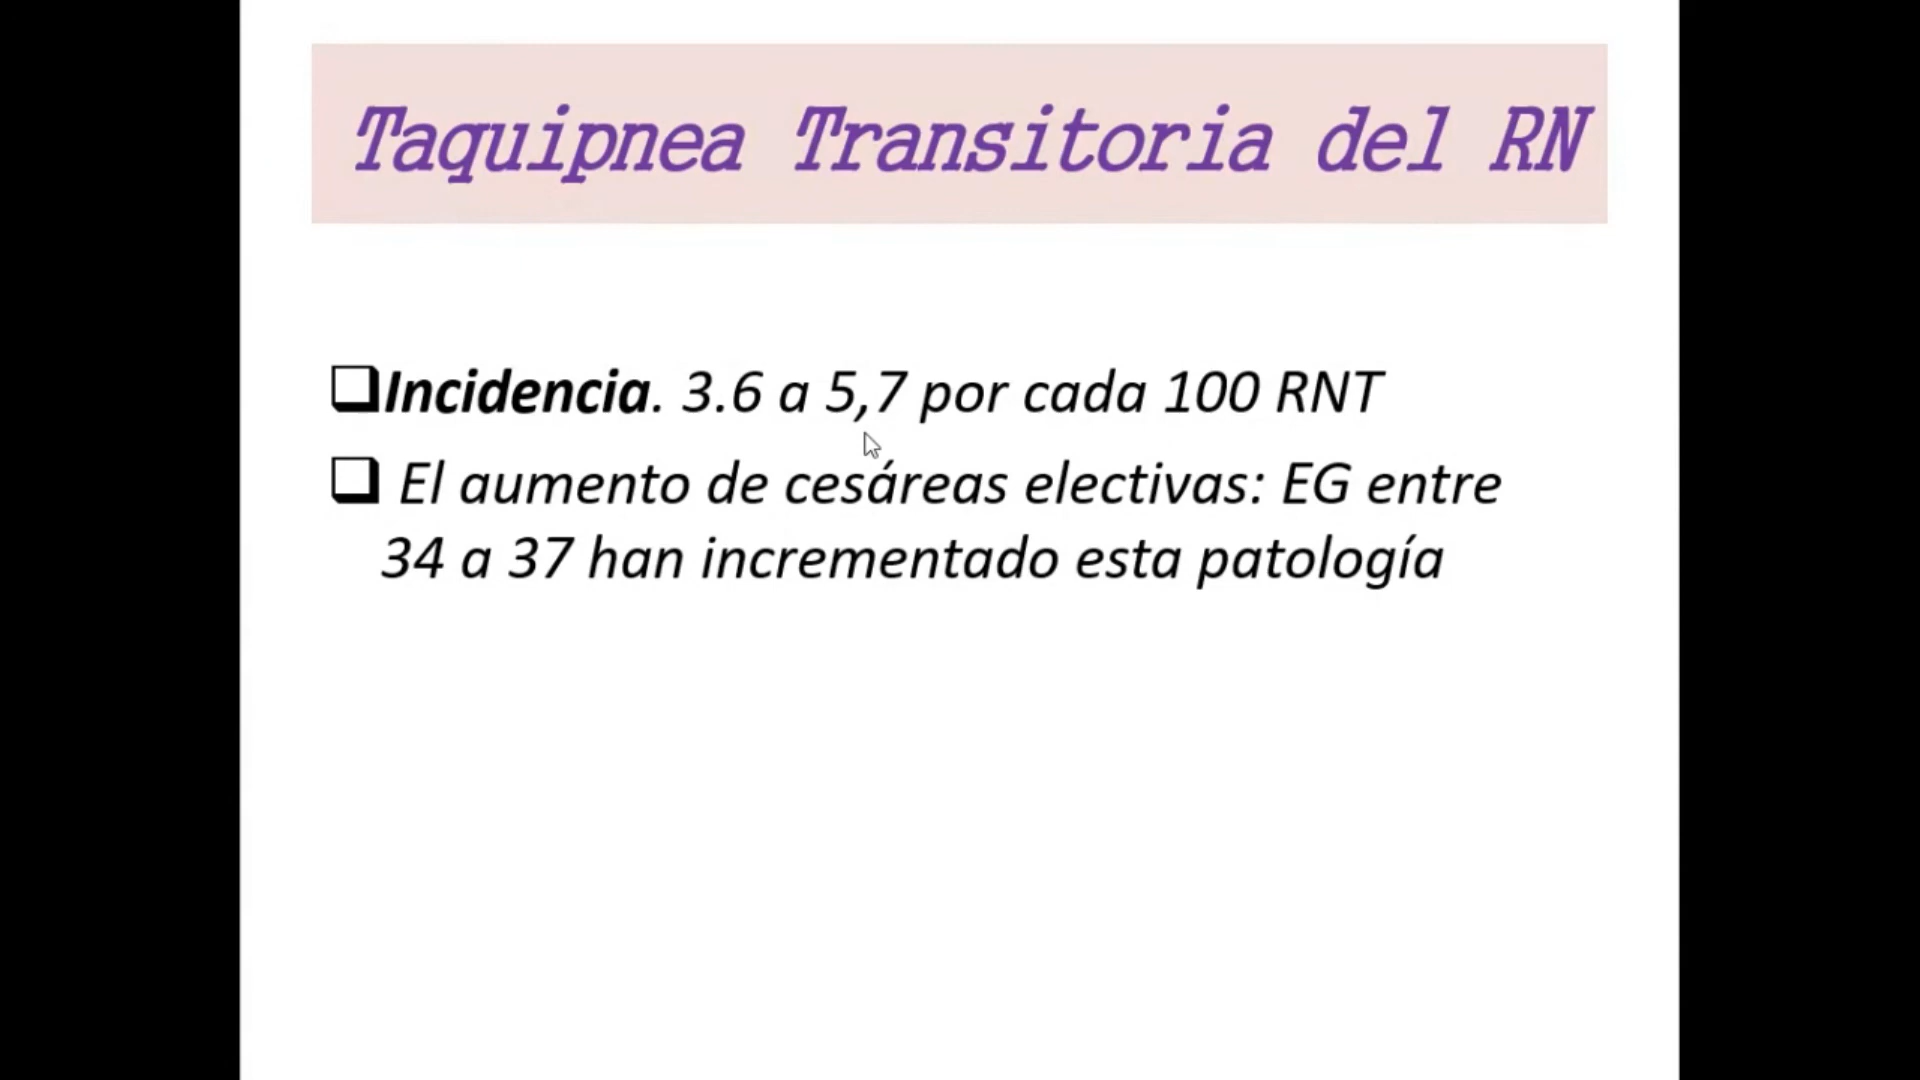 Taquipnea Transitoria del RN
Incidencia. 3.6 a 5,7 por cada 100 RNT
El aumento de cesáreas electivas: EG entre
34 a 37 han incrementado esta patología